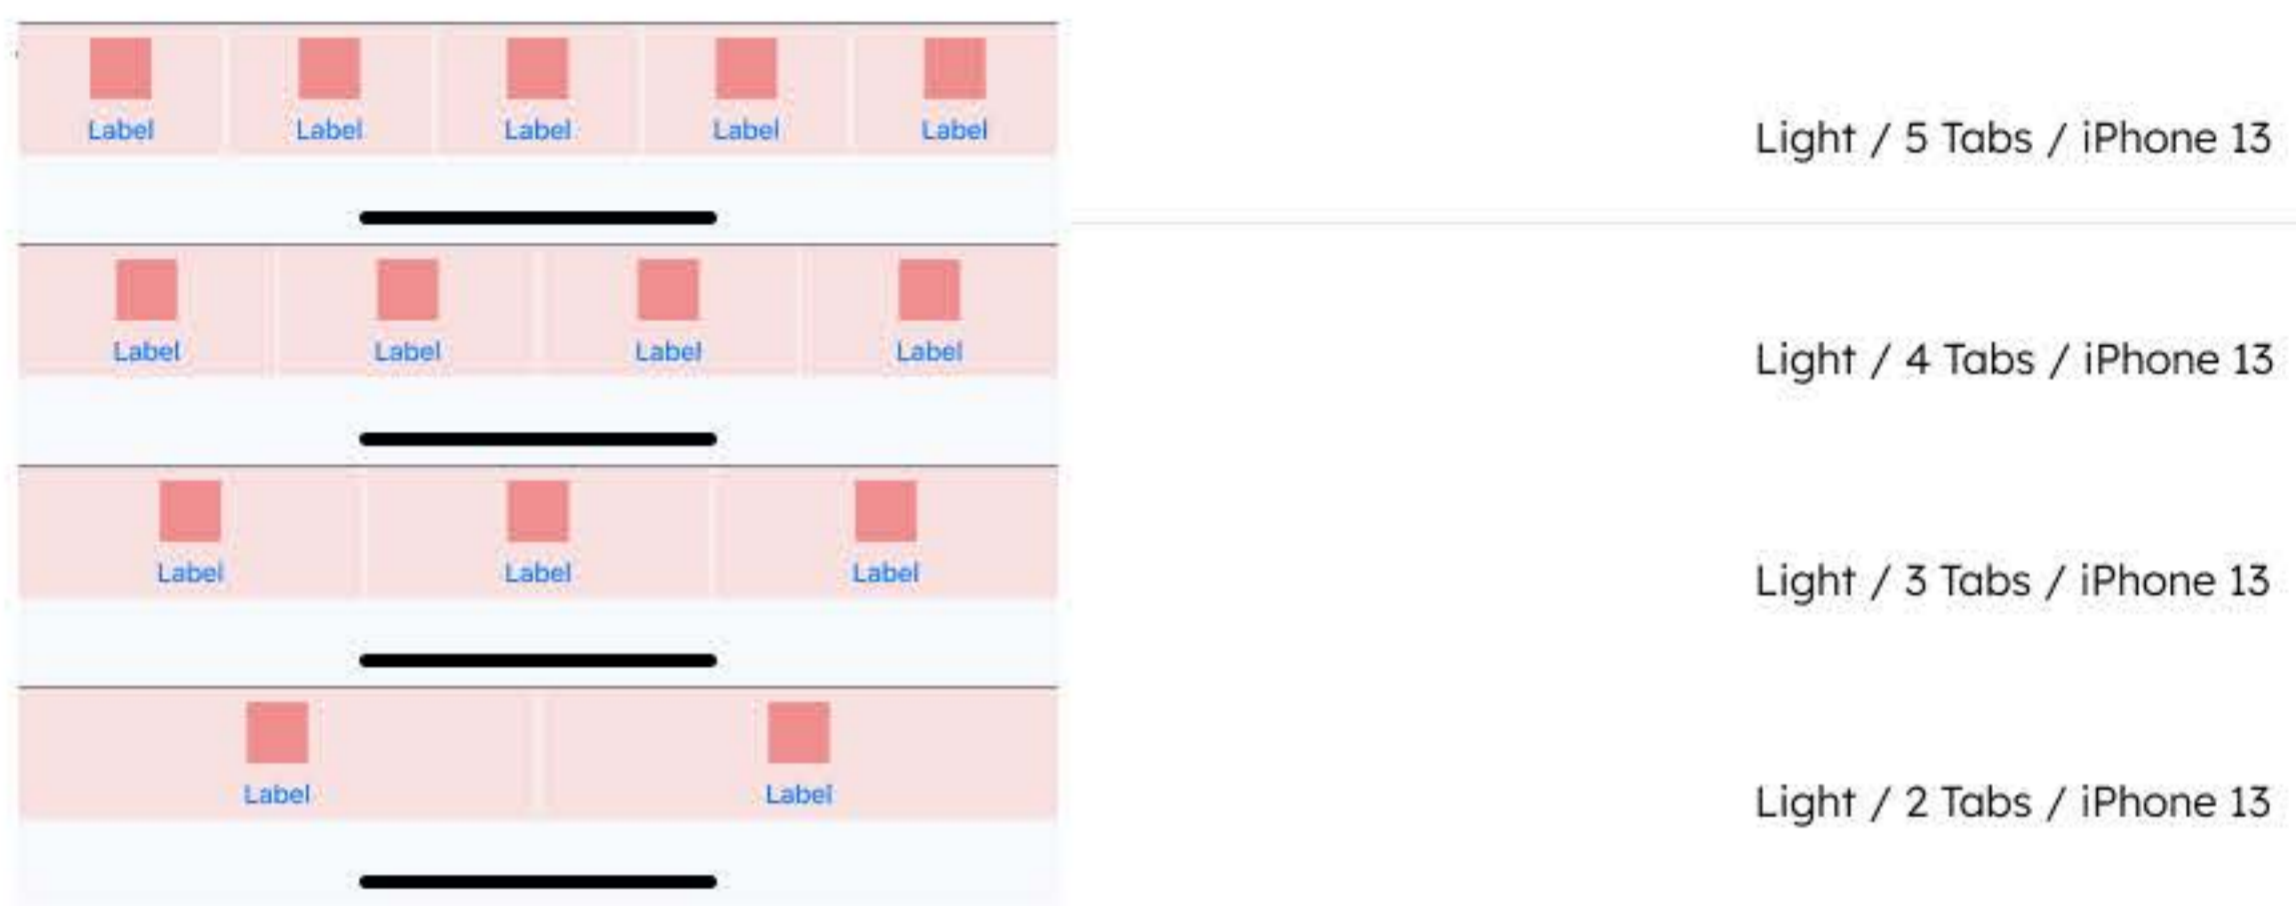 Label Label Label Label Label
Light / 5 Tabs / iPhone 13
Label Label Label Label
Light / 4 Tabs / iPhone 13
Label Label Label
Light / 3 Tabs / iPhone 13
Label Label
Light / 2 Tabs / iPhone 13